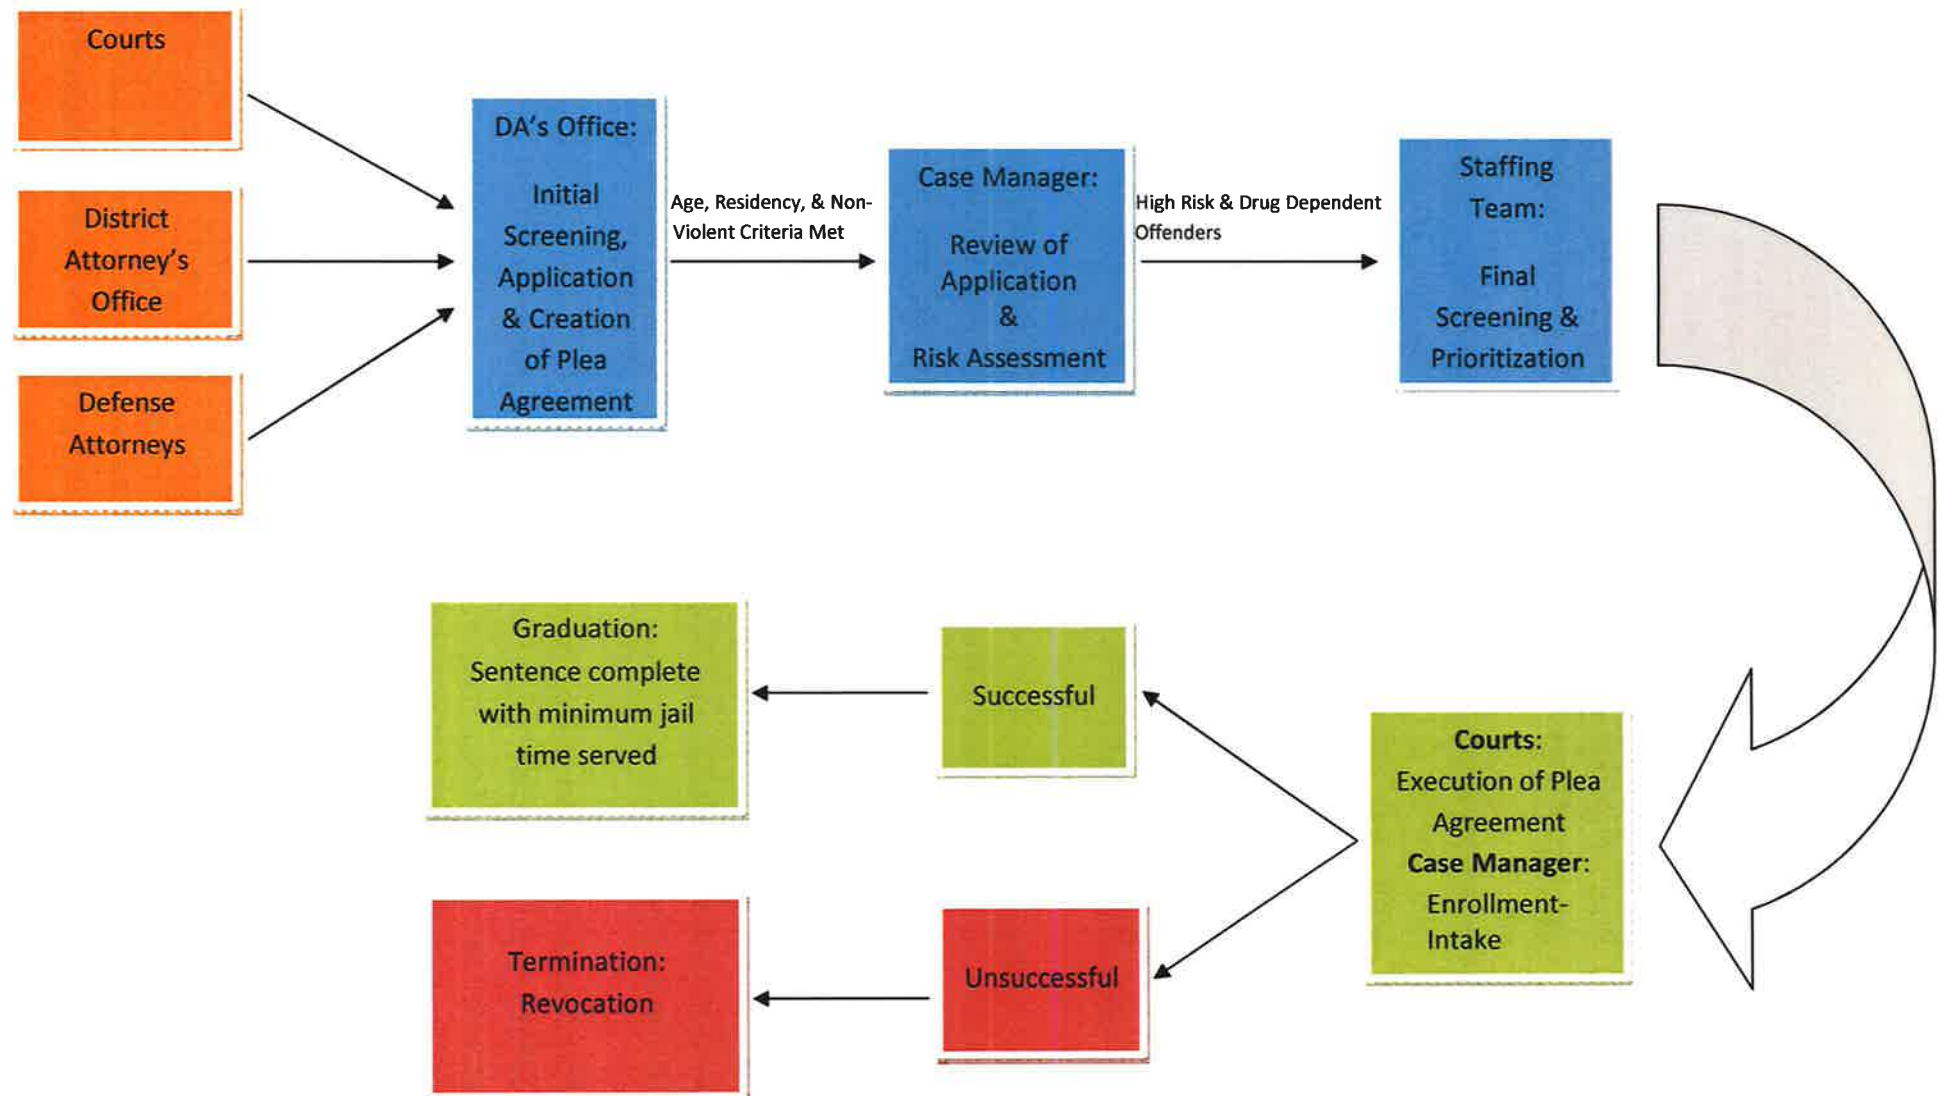 Courts
District
Attorney's
Office
Defense
Attorneys
DA's Office:
Initial
Screening,
Application
& Creation
of Plea
Agreement
Age, Residency, & Non-
Violent Criteria Met
Case Manager:
Review of
Application
&
Risk Assessment
High Risk & Drug Dependent
Offenders
Staffing
Team:
Final
Screening &
Prioritization
Courts:
Execution of Plea
Agreement
Case Manager:
Enrollment-
Intake
Successful
Graduation:
Sentence complete
with minimum jail
time served
Unsuccessful
Termination:
Revocation